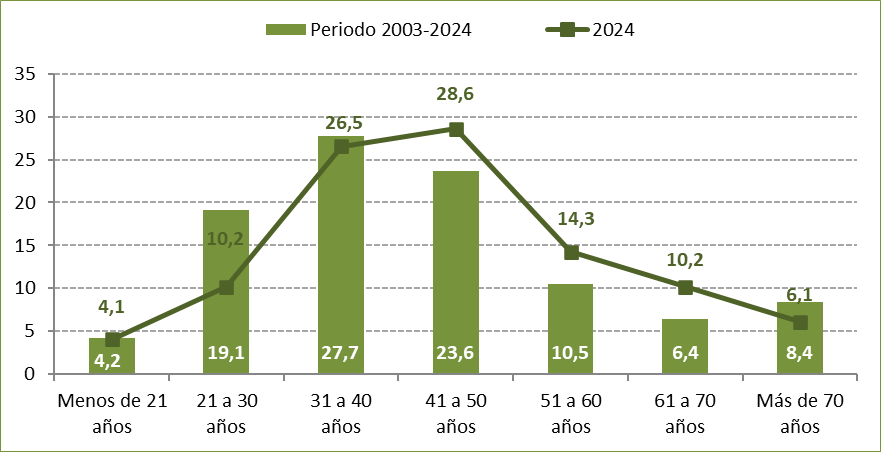 Periodo 2003-2024 2024
35
30
25
20
15
10
5
0
4,1
10,2
26,5
28,6
14,3
10,2
6,1
4,2 19,1 27,7 23,6 10,5 6,4 8,4
Menos de 21 años
21 a 30 años
31 a 40 años
41 a 50 años
51 a 60 años
61 a 70 años
Más de 70 años